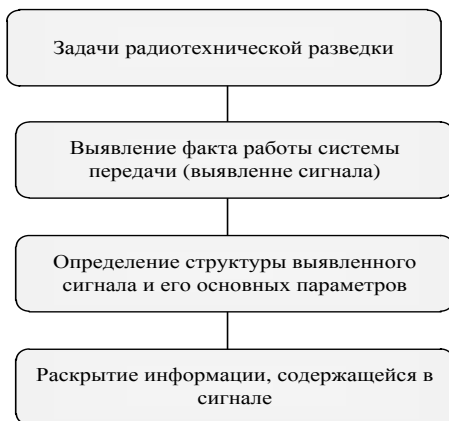 Задачи радиотехнической разведки
Выявление факта работы системы
передачи (выявленне сигнала)
Определение структуры выявленного
сигнала и его основных параметров
Раскрытие информации, содержащейся в
сигнале